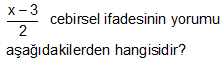 x – 3
2 cebirsel ifadesinin yorumu
aşağıdakilerden hangisidir?